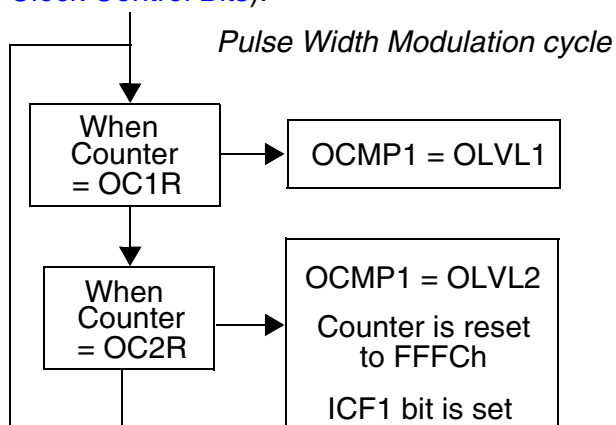 Clock Control Bits).
Pulse Width Modulation cycle
When
Counter
= OC1R
OCMP1 = OLVL1
When
Counter
= OC2R
OCMP1 = OLVL2
Counter is reset
to FFFCh
ICF1 bit is set